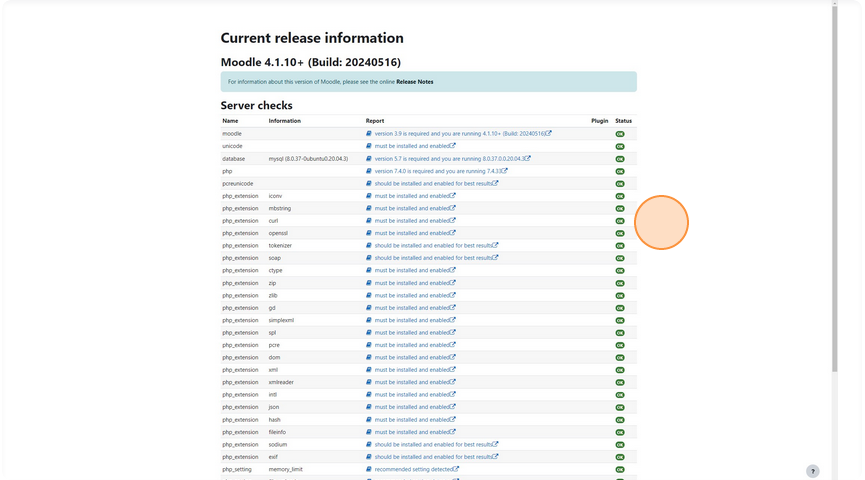 Current release information
Moodle 4.1.10+ (Build: 20240516)
For information about this version of Moodle, please see the online Release Notes
Server checks
Name Information Report Plugin Status
moodle version 3.9 is required and you are running 4.1.10+ (Build: 20240516) OK
unicode must be installed and enabled OK
database mysql (8.0.37-0ubuntu0.20.04.3) version 5.7 is required and you are running 8.0.37.0.0.20.04.3 OK
php version 7.4.0 is required and you are running 7.4.33 OK
pcreunicode should be installed and enabled for best results OK
php_extension iconv must be installed and enabled OK
php_extension mbstring must be installed and enabled OK
php_extension curl must be installed and enabled OK
php_extension openssl must be installed and enabled OK
php_extension tokenizer should be installed and enabled for best results OK
php_extension soap should be installed and enabled for best results OK
php_extension ctype must be installed and enabled OK
php_extension zip must be installed and enabled OK
php_extension zlib must be installed and enabled OK
php_extension gd must be installed and enabled OK
php_extension simplexml must be installed and enabled OK
php_extension spl must be installed and enabled OK
php_extension pcre must be installed and enabled OK
php_extension dom must be installed and enabled OK
php_extension xml must be installed and enabled OK
php_extension xmlreader must be installed and enabled OK
php_extension intl must be installed and enabled OK
php_extension json must be installed and enabled OK
php_extension hash must be installed and enabled OK
php_extension fileinfo must be installed and enabled OK
php_extension sodium should be installed and enabled for best results OK
php_extension exif should be installed and enabled for best results OK
php_setting memory_limit recommended setting detected OK
?